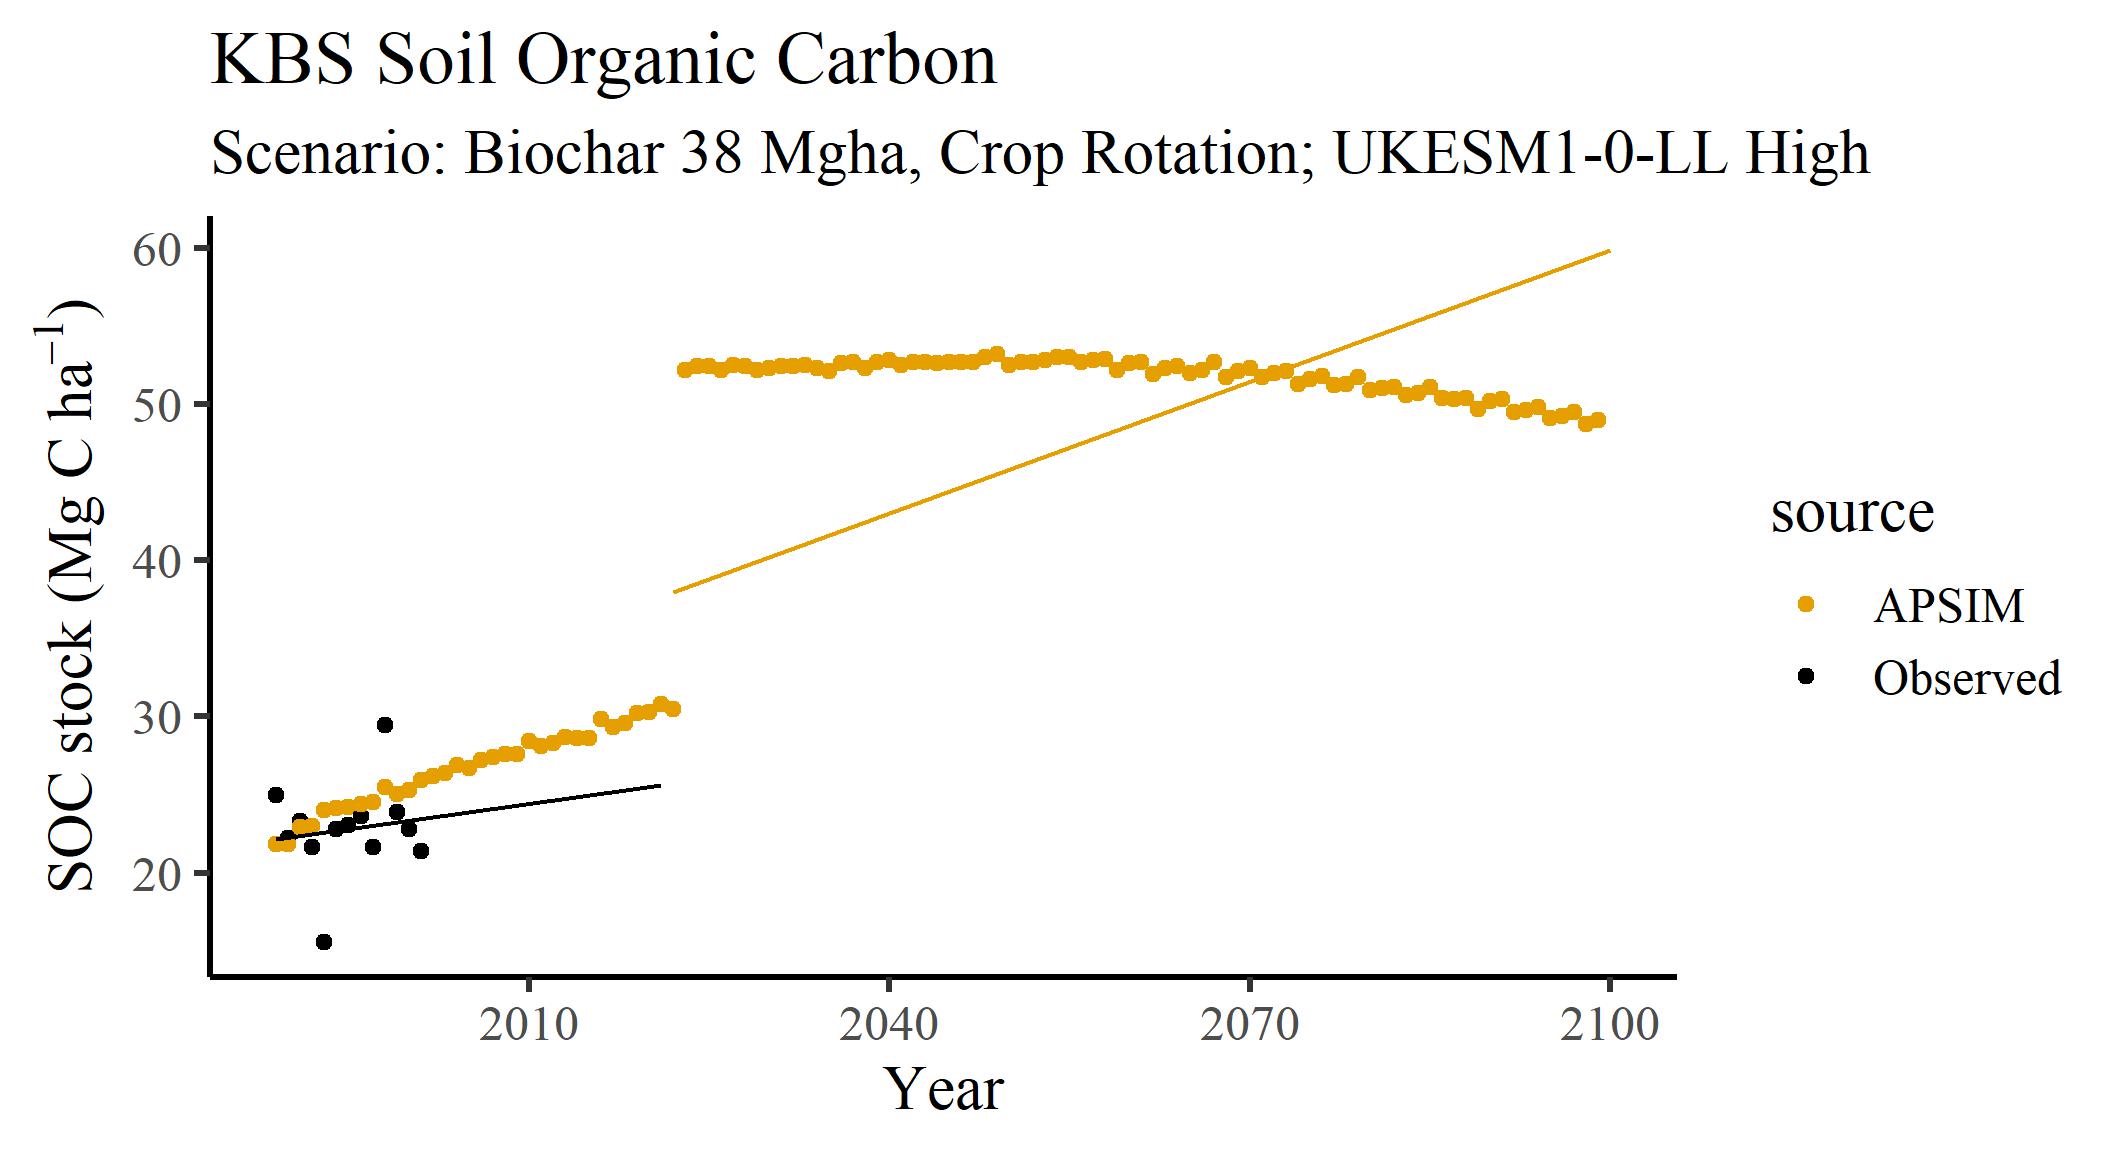 KBS Soil Organic Carbon
Scenario: Biochar 38 Mgha, Crop Rotation; UKESM1-0-LL High
SOC stock (Mg C ha⁻¹)
60
50
40
30
20
2010
2040
2070
2100
Year
source
APSIM
Observed